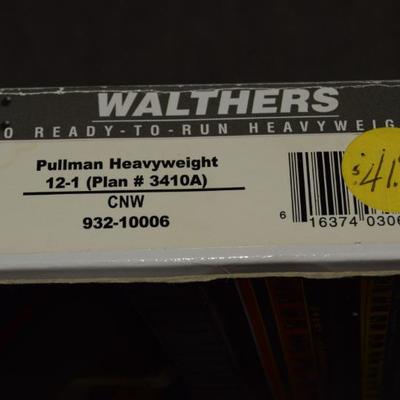 WALTHERS
O READY-TO-RUN HEAVYWEIG
Pullman Heavyweight
12-1 (Plan # 3410A)
CNW
932-10006
6 16374 0306
$41.